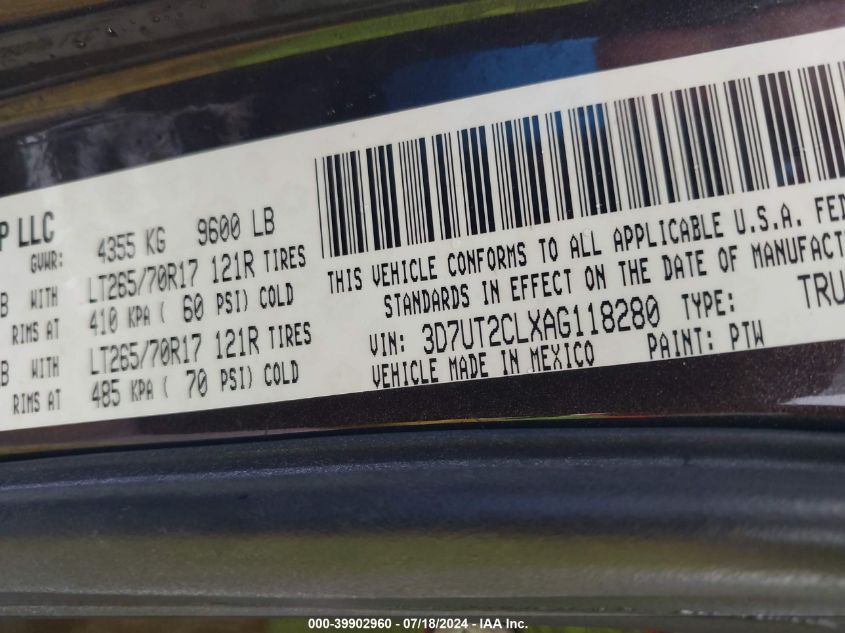 P LLC
GVWR: 4355 KG 9600 LB
B WITH LT265/70R17 121R TIRES
RIMS AT 410 KPA ( 60 PSI) COLD
B WITH LT265/70R17 121R TIRES
RIMS AT 485 KPA ( 70 PSI) COLD
THIS VEHICLE CONFORMS TO ALL APPLICABLE U.S.A. FED
STANDARDS IN EFFECT ON THE DATE OF MANUFACT
VIN: 3D7UT2CLXAG118280 TYPE: TRU
VEHICLE MADE IN MEXICO PAINT: PTW
000-39902960 - 07/18/2024 - IAA Inc.